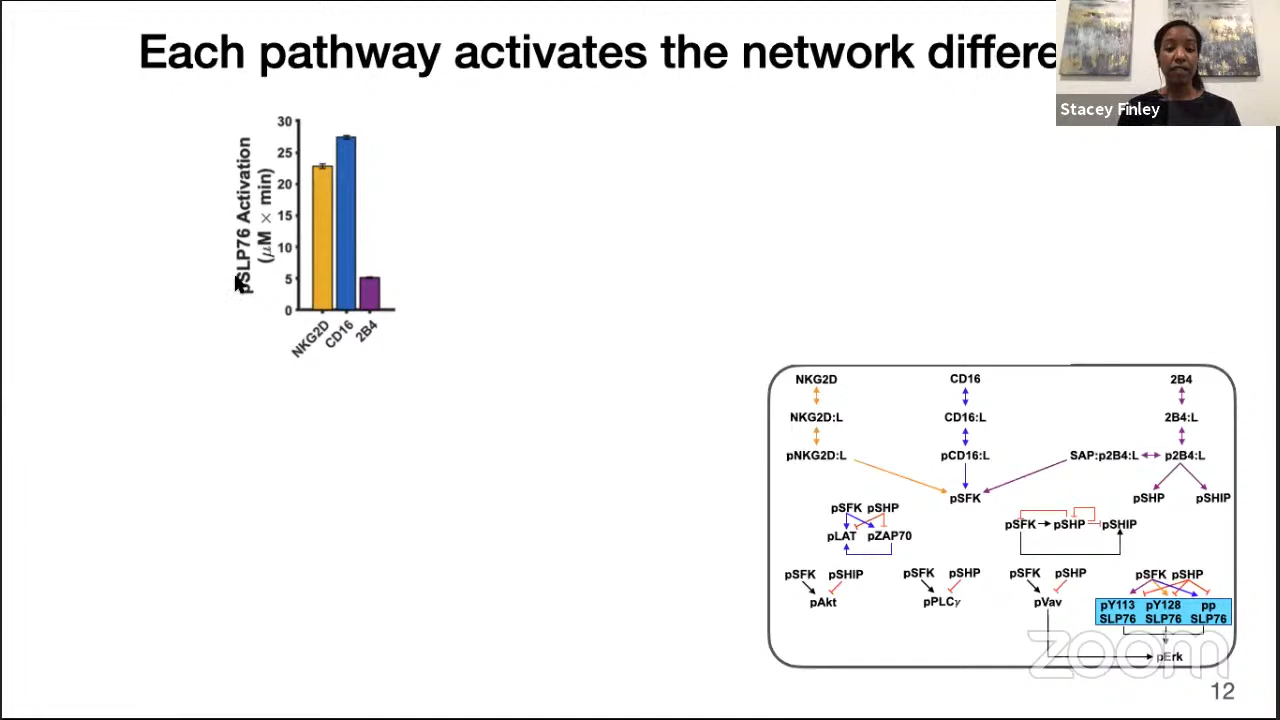 Each pathway activates the network differe
Stacey Finley
pSLP76 Activation
(μM × min)
30
25
20
15
10
5
0
NKG2D
CD16
2B4
NKG2D CD16 2B4
NKG2D:L CD16:L 2B4:L
pNKG2D:L pCD16:L SAP:p2B4:L p2B4:L
pSFK pSHP pSHIP
pSFK pSHP
pLAT pZAP70
pSFK pSHP pSHIP
pSFK pSHIP pSFK pSHP pSFK pSHP pSFK pSHP
pAkt pPLCγ pVav pY113 pY128 pp
SLP76 SLP76 SLP76
pErk
zoom
12